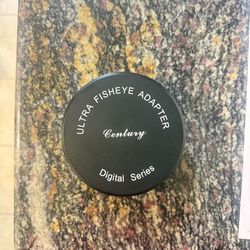 ULTRA FISHEYE ADAPTER
Century
Digital Series